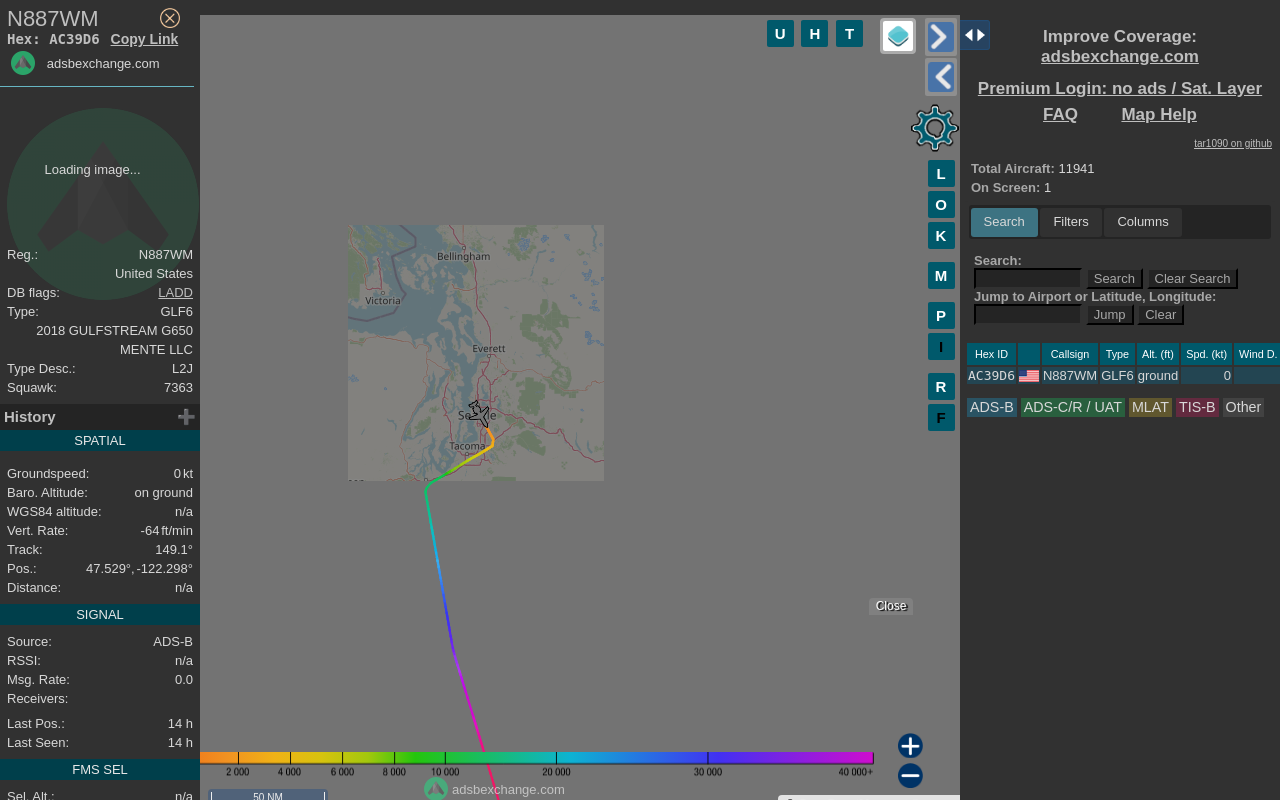 N887WM
Hex: AC39D6 Copy Link
adsbexchange.com
Loading image...
Reg.: N887WM
United States
DB flags: LADD
Type: GLF6
2018 GULFSTREAM G650
MENTE LLC
Type Desc.: L2J
Squawk: 7363
History
SPATIAL
Groundspeed: 0 kt
Baro. Altitude: on ground
WGS84 altitude: n/a
Vert. Rate: -64 ft/min
Track: 149.1°
Pos.: 47.529°, -122.298°
Distance: n/a
SIGNAL
Source: ADS-B
RSSI: n/a
Msg. Rate: 0.0
Receivers:
Last Pos.: 14 h
Last Seen: 14 h
FMS SEL
Sel. Alt.: n/a
U H T
L
O
K
M
P
I
R
F
Bellingham
Victoria
Everett
Tacoma
Close
2 000 4 000 6 000 8 000 10 000 20 000 30 000 40 000+
adsbexchange.com
50 NM
Improve Coverage:
adsbexchange.com
Premium Login: no ads / Sat. Layer
FAQ Map Help
tar1090 on github
Total Aircraft: 11941
On Screen: 1
Search Filters Columns
Search:
Search Clear Search
Jump to Airport or Latitude, Longitude:
Jump Clear
Hex ID Callsign Type Alt. (ft) Spd. (kt) Wind D.
AC39D6 N887WM GLF6 ground 0
ADS-B ADS-C/R / UAT MLAT TIS-B Other